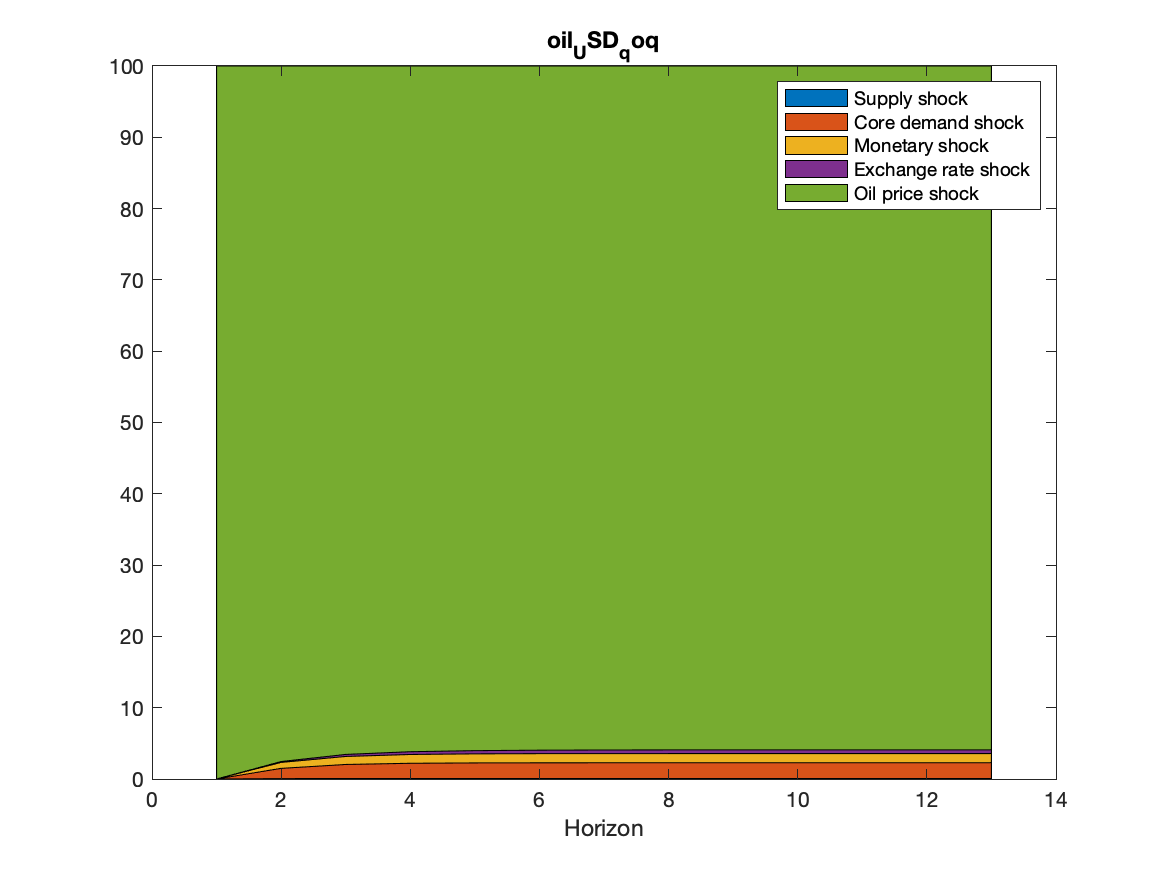 oil_USD_qoq
100
90
80
70
60
50
40
30
20
10
0
Supply shock
Core demand shock
Monetary shock
Exchange rate shock
Oil price shock
0 2 4 6 8 10 12 14
Horizon